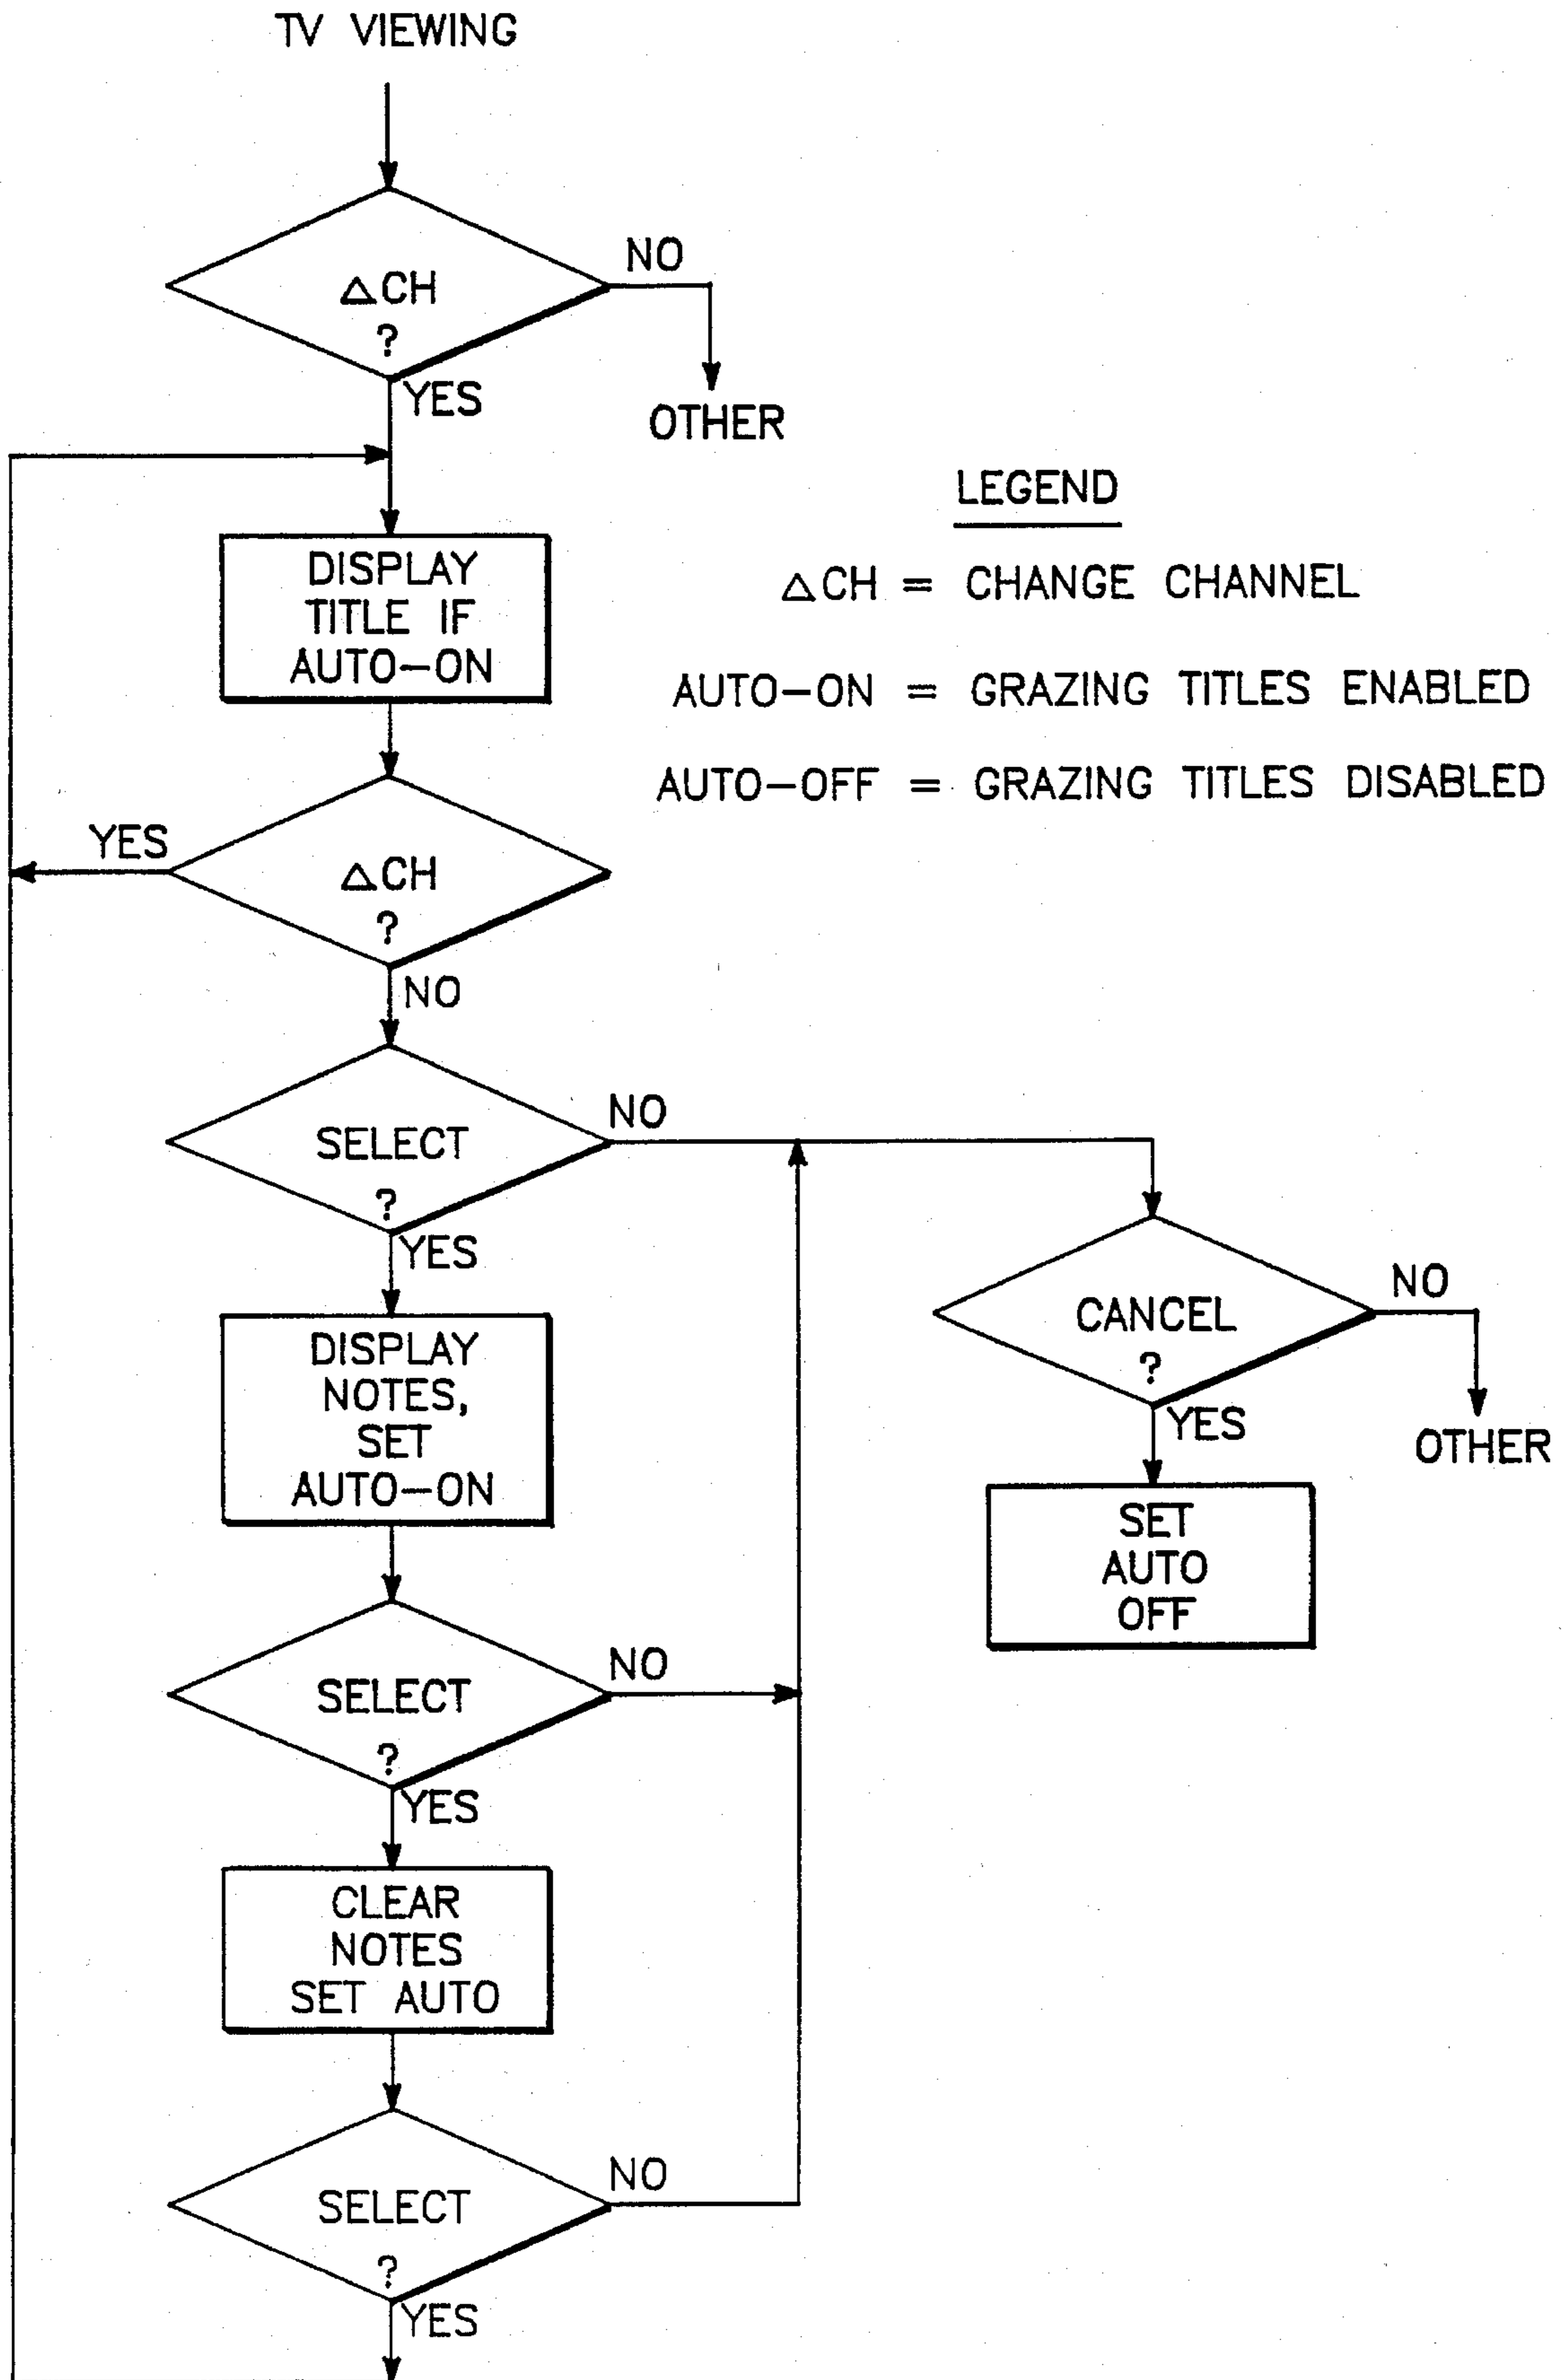 TV VIEWING
△CH
?
NO
YES
OTHER
LEGEND
△CH = CHANGE CHANNEL
AUTO-ON = GRAZING TITLES ENABLED
AUTO-OFF = GRAZING TITLES DISABLED
DISPLAY
TITLE IF
AUTO-ON
YES
△CH
?
NO
SELECT
?
NO
YES
CANCEL
?
NO
YES
OTHER
SET
AUTO
OFF
DISPLAY
NOTES,
SET
AUTO-ON
SELECT
?
NO
YES
CLEAR
NOTES
SET AUTO
SELECT
?
NO
YES